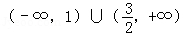 (-∞, 1) ∪ (3/2, +∞)